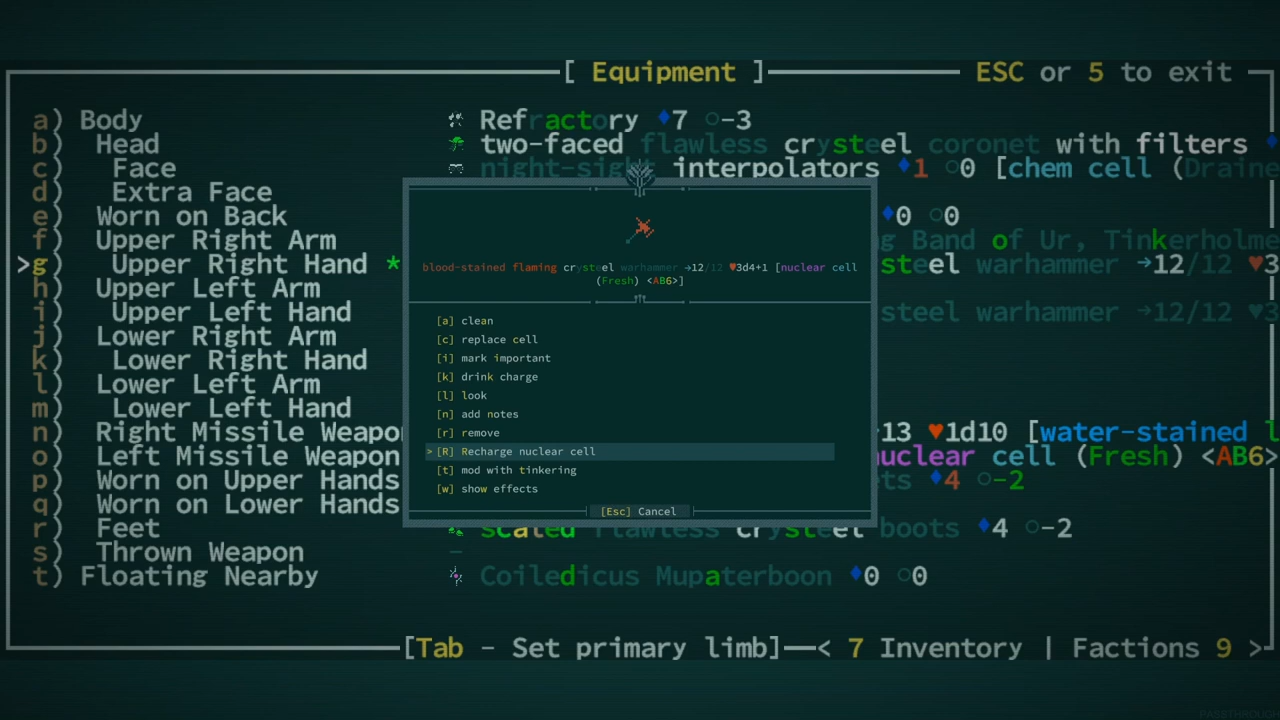 [ Equipment ] ESC or 5 to exit
a) Body Refractory ♦7 ○-3
b) Head two-faced flawless crysteel coronet with filters ♦
c) Face night-sight interpolators ♦1 ○0 [chem cell (Draine
d) Extra Face
e) Worn on Back ♦0 ○0
f) Upper Right Arm g Band of Ur, Tinkerholme
>g) Upper Right Hand * steel warhammer →12/12 ♥3
h) Upper Left Arm
i) Upper Left Hand steel warhammer →12/12 ♥3
j) Lower Right Arm
k) Lower Right Hand
l) Lower Left Arm
m) Lower Left Hand
n) Right Missile Weapo 13 ♥1d10 [water-stained l
o) Left Missile Weapon nuclear cell (Fresh) <AB6>
p) Worn on Upper Hands ets ♦4 ○-2
q) Worn on Lower Hands
r) Feet scaled flawless crysteel boots ♦4 ○-2
s) Thrown Weapon –
t) Floating Nearby Coiledicus Mupaterboon ♦0 ○0
[Tab - Set primary limb] < 7 Inventory | Factions 9 >
blood-stained flaming crysteel warhammer →12/12 ♥3d4+1 [nuclear cell
(Fresh) <AB6>]
[a] clean
[c] replace cell
[i] mark important
[k] drink charge
[l] look
[n] add notes
[r] remove
> [R] Recharge nuclear cell
[t] mod with tinkering
[w] show effects
[Esc] Cancel